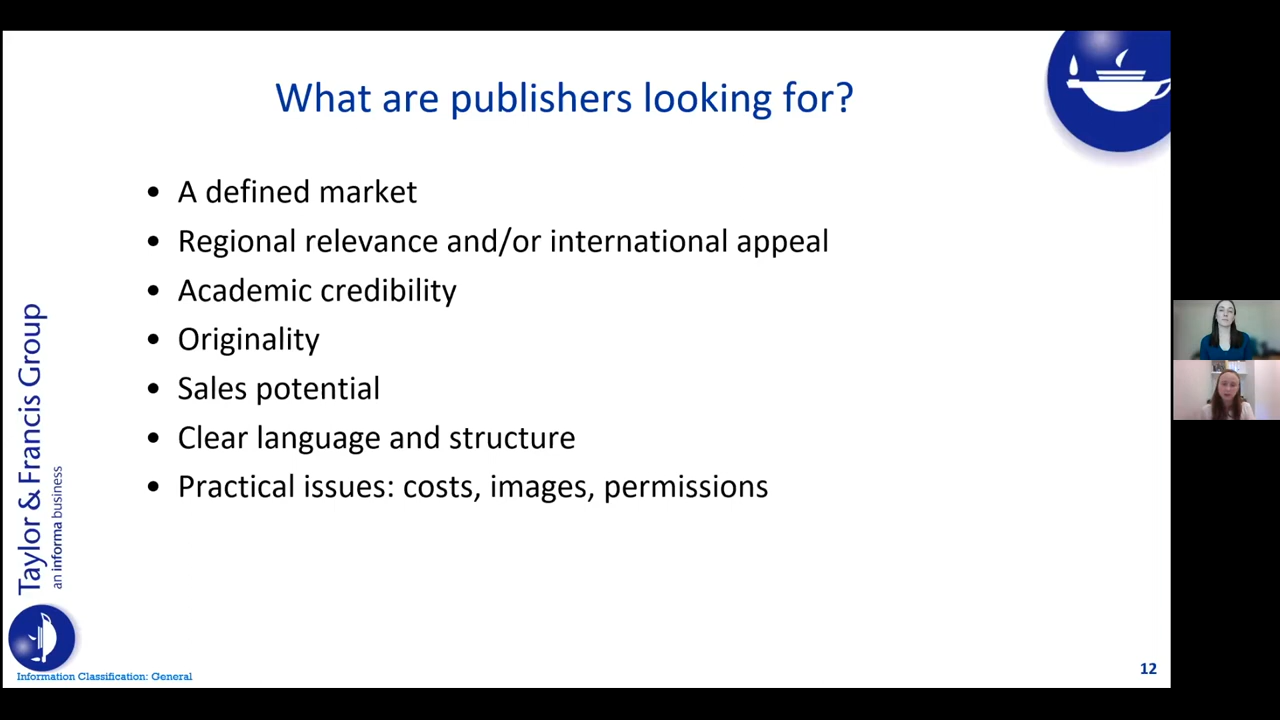 What are publishers looking for?
• A defined market
• Regional relevance and/or international appeal
• Academic credibility
• Originality
• Sales potential
• Clear language and structure
• Practical issues: costs, images, permissions
Taylor & Francis Group
an informa business
Information Classification: General
12